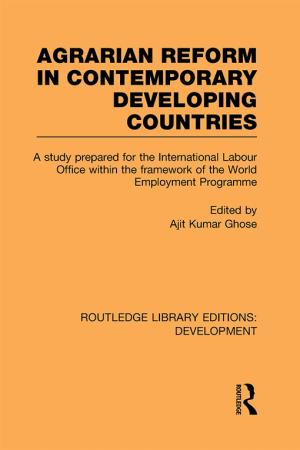 AGRARIAN REFORM
IN CONTEMPORARY
DEVELOPING
COUNTRIES
A study prepared for the International Labour
Office within the framework of the World
Employment Programme
Edited by
Ajit Kumar Ghose
ROUTLEDGE LIBRARY EDITIONS:
DEVELOPMENT
ROUTLEDGE